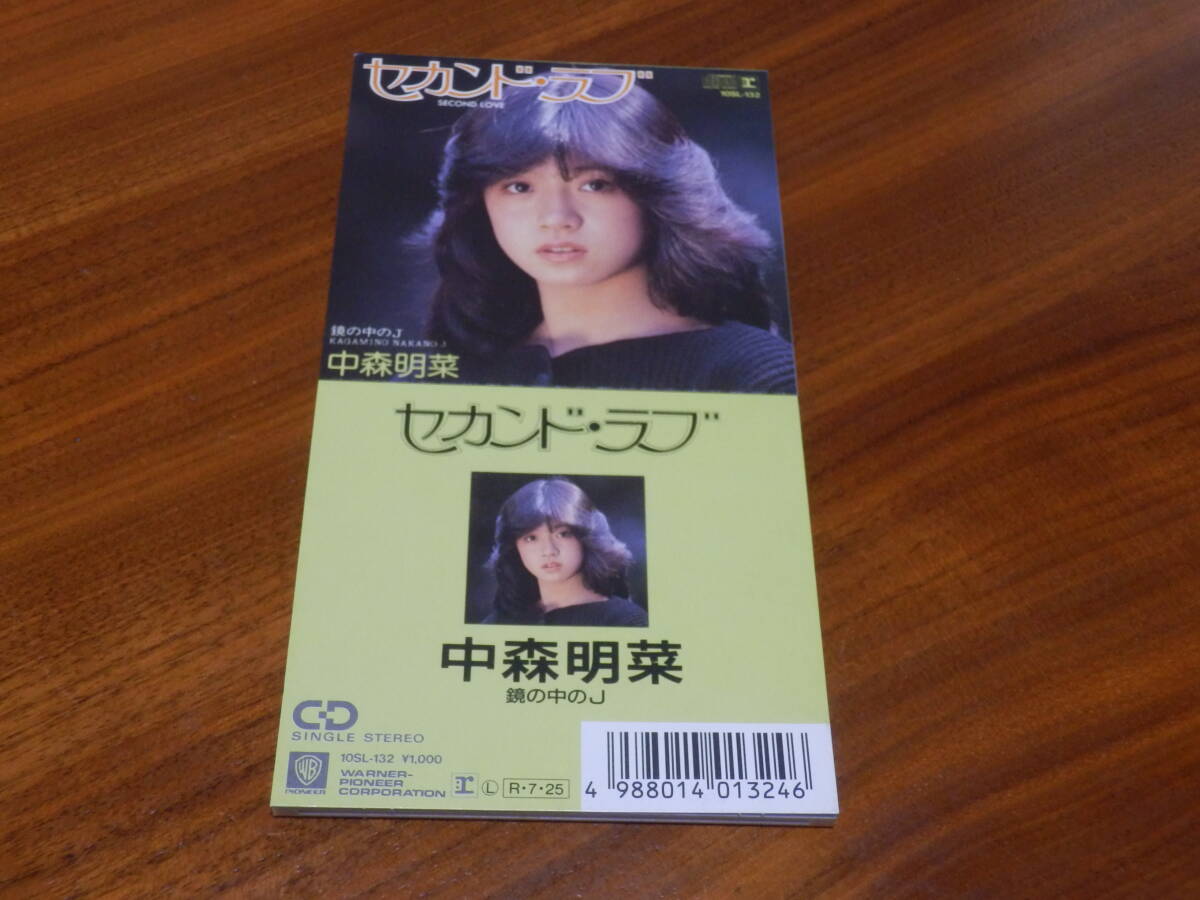 セカンド・ラブ
SECOND LOVE
10SL-132
鏡の中のJ
KAGAMINO NAKANO J
中森明菜
セカンド・ラブ
中森明菜
鏡の中のJ
CD
SINGLE STEREO
10SL-132 ¥1,000
WB
PIONEER
WARNER-
PIONEER
CORPORATION
r
Ⓛ
R・7・25
4 988014 013246